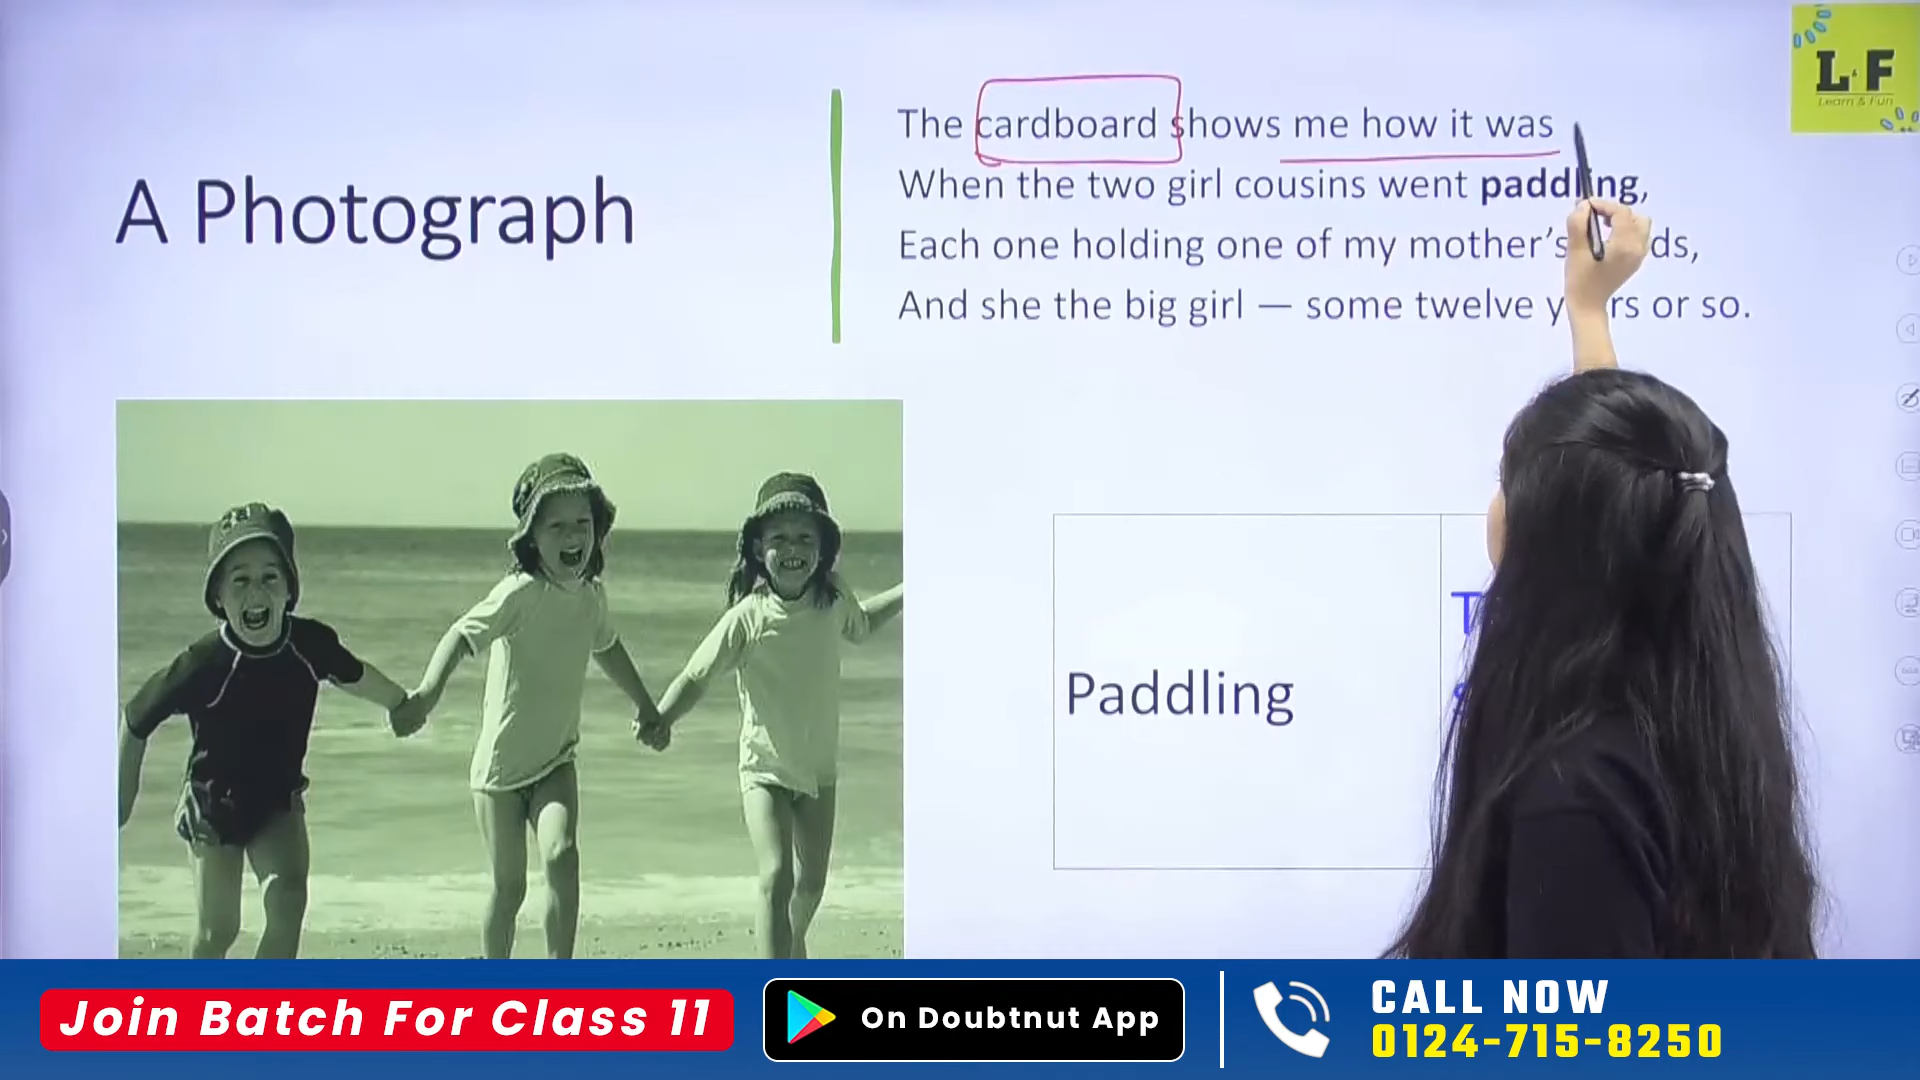 L&F
Learn & Fun
A Photograph
The cardboard shows me how it was
When the two girl cousins went paddling,
Each one holding one of my mother's
And she the big girl — some twelve or so.
Paddling
Join Batch For Class 11
On Doubtnut App
CALL NOW
0124-715-8250